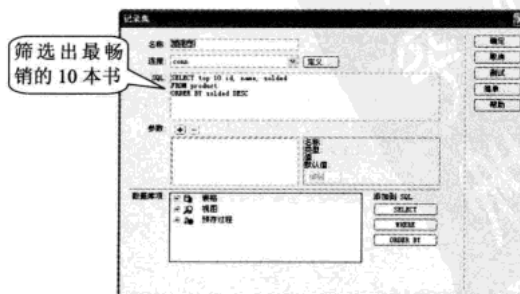 记录集
筛选出最畅
销的10本书
名称:
连接: conn
定义...
SQL: SELECT top 10 id, name, solded
FROM product
ORDER BY solded DESC
参数: + -
名称:
类型:
值:
默认值:
编辑
数据库项:
表格
视图
预存过程
添加到 SQL:
SELECT
WHERE
ORDER BY
确定
取消
测试
简单...
帮助